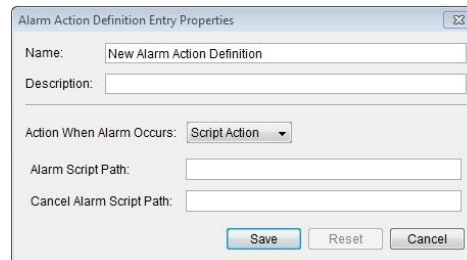 Alarm Action Definition Entry Properties
Name: New Alarm Action Definition
Description:
Action When Alarm Occurs: Script Action
Alarm Script Path:
Cancel Alarm Script Path:
Save Reset Cancel